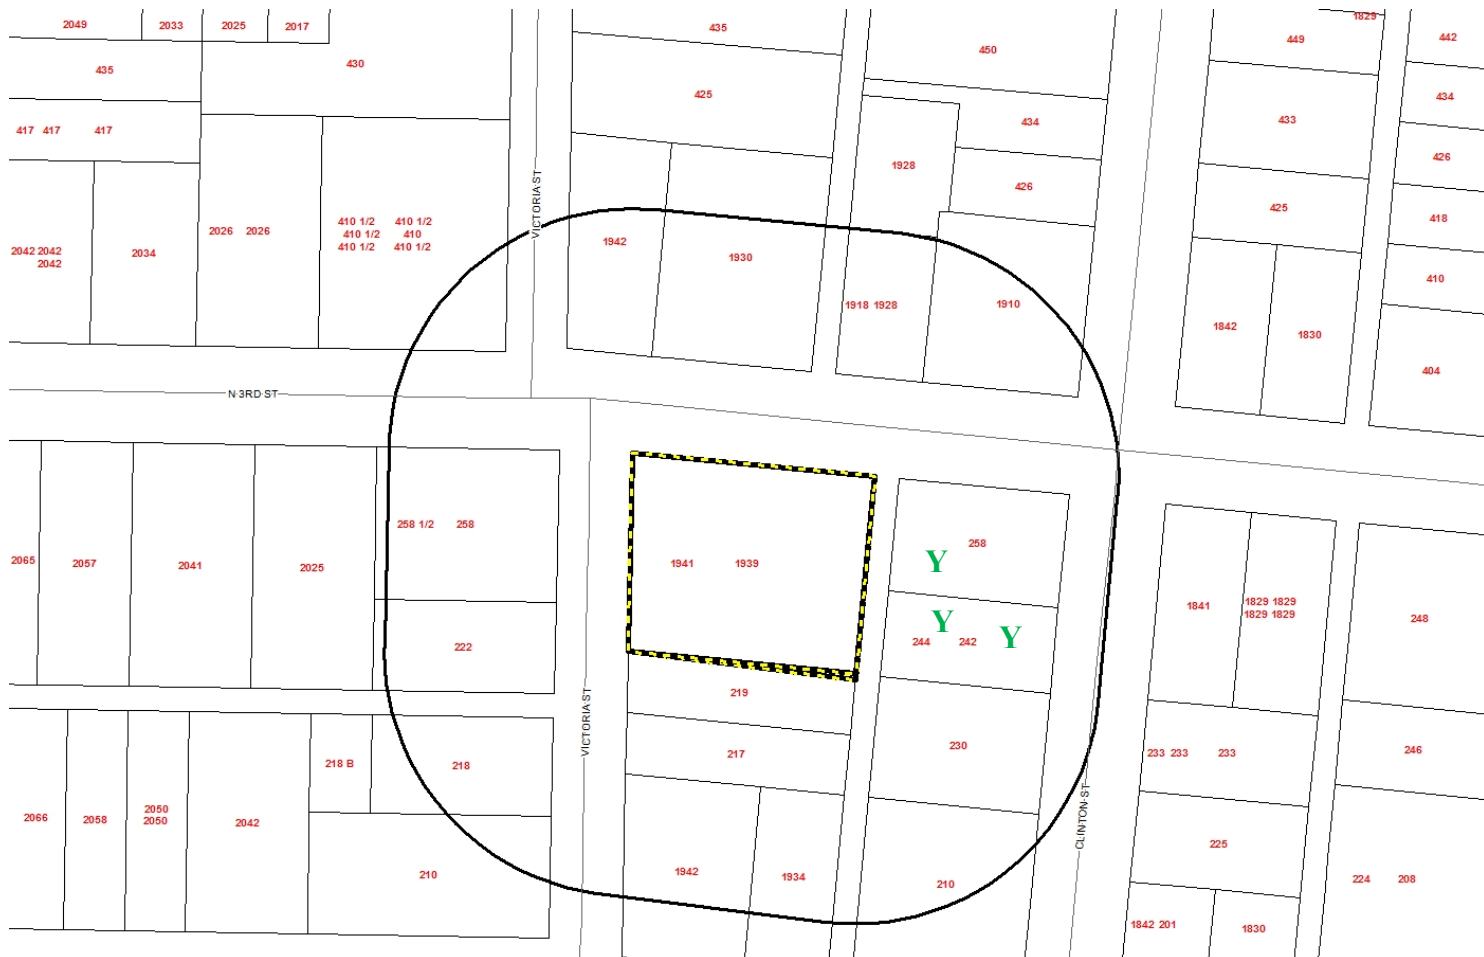 2049 2033 2025 2017 435 450 449 1829 442
435 430 425 434 434 433
417 417 417 1928 426 426
425 418
2042 2042 2042 2034 2026 2026
410 1/2 410 1/2
410 1/2 410
410 1/2 410 1/2
VICTORIA ST
1942 1930 1918 1928 1910 1842 1830 410
404
N 3RD ST
2065 2057 2041 2025 258 1/2 258 1941 1939 Y 258
222 244 Y 242 Y
1841 1829 1829
1829 1829
248
VICTORIA ST
219
217 230 233 233 233 246
218 B 218
2066 2058 2050
2050
2042 210
CLINTON ST
1942 1934 210 225 224 208
1842 201 1830